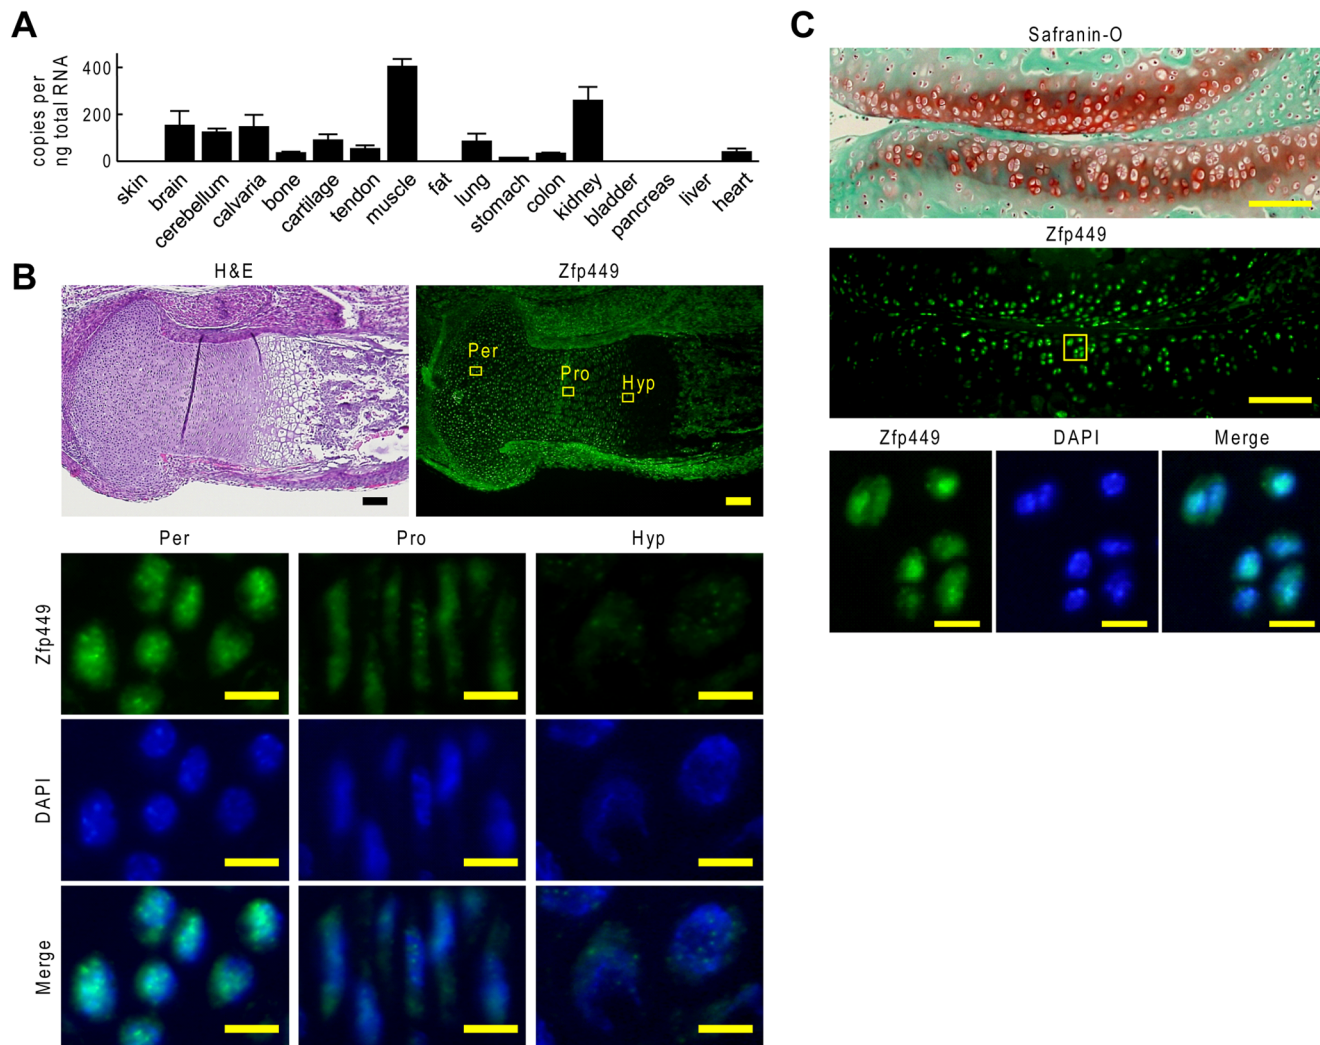 A
copies per
ng total RNA
400
200
0
skin
brain
cerebellum
calvaria
bone
cartilage
tendon
muscle
fat
lung
stomach
colon
kidney
bladder
pancreas
liver
heart
B
H&E
Zfp449
Per
Pro
Hyp
Per
Pro
Hyp
Zfp449
DAPI
Merge
C
Safranin-O
Zfp449
Zfp449
DAPI
Merge